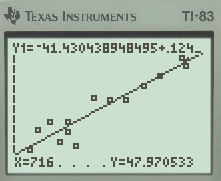 TEXAS INSTRUMENTS TI-83
Y1=-41.430438948495+.124...
X=716 Y=47.970533